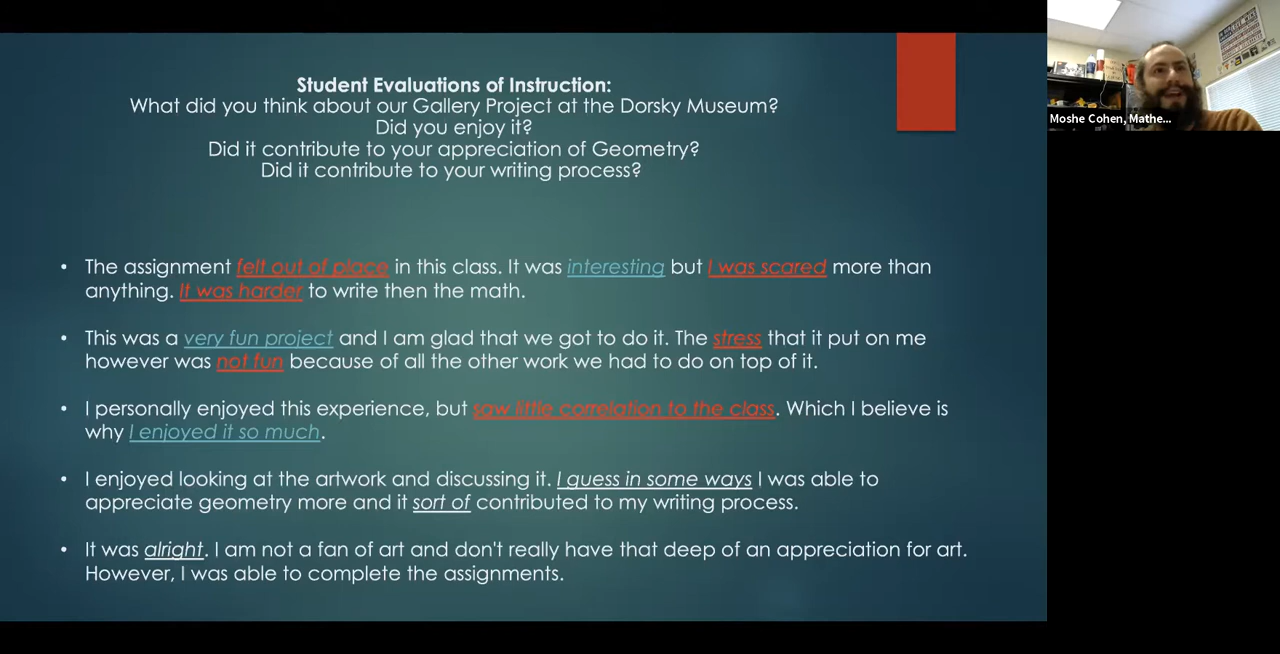 Student Evaluations of Instruction:
What did you think about our Gallery Project at the Dorsky Museum?
Did you enjoy it?
Did it contribute to your appreciation of Geometry?
Did it contribute to your writing process?
Moshe Cohen, Mathe...
• The assignment felt out of place in this class. It was interesting but I was scared more than
anything. It was harder to write then the math.
• This was a very fun project and I am glad that we got to do it. The stress that it put on me
however was not fun because of all the other work we had to do on top of it.
• I personally enjoyed this experience, but saw little correlation to the class. Which I believe is
why I enjoyed it so much.
• I enjoyed looking at the artwork and discussing it. I guess in some ways I was able to
appreciate geometry more and it sort of contributed to my writing process.
• It was alright. I am not a fan of art and don't really have that deep of an appreciation for art.
However, I was able to complete the assignments.